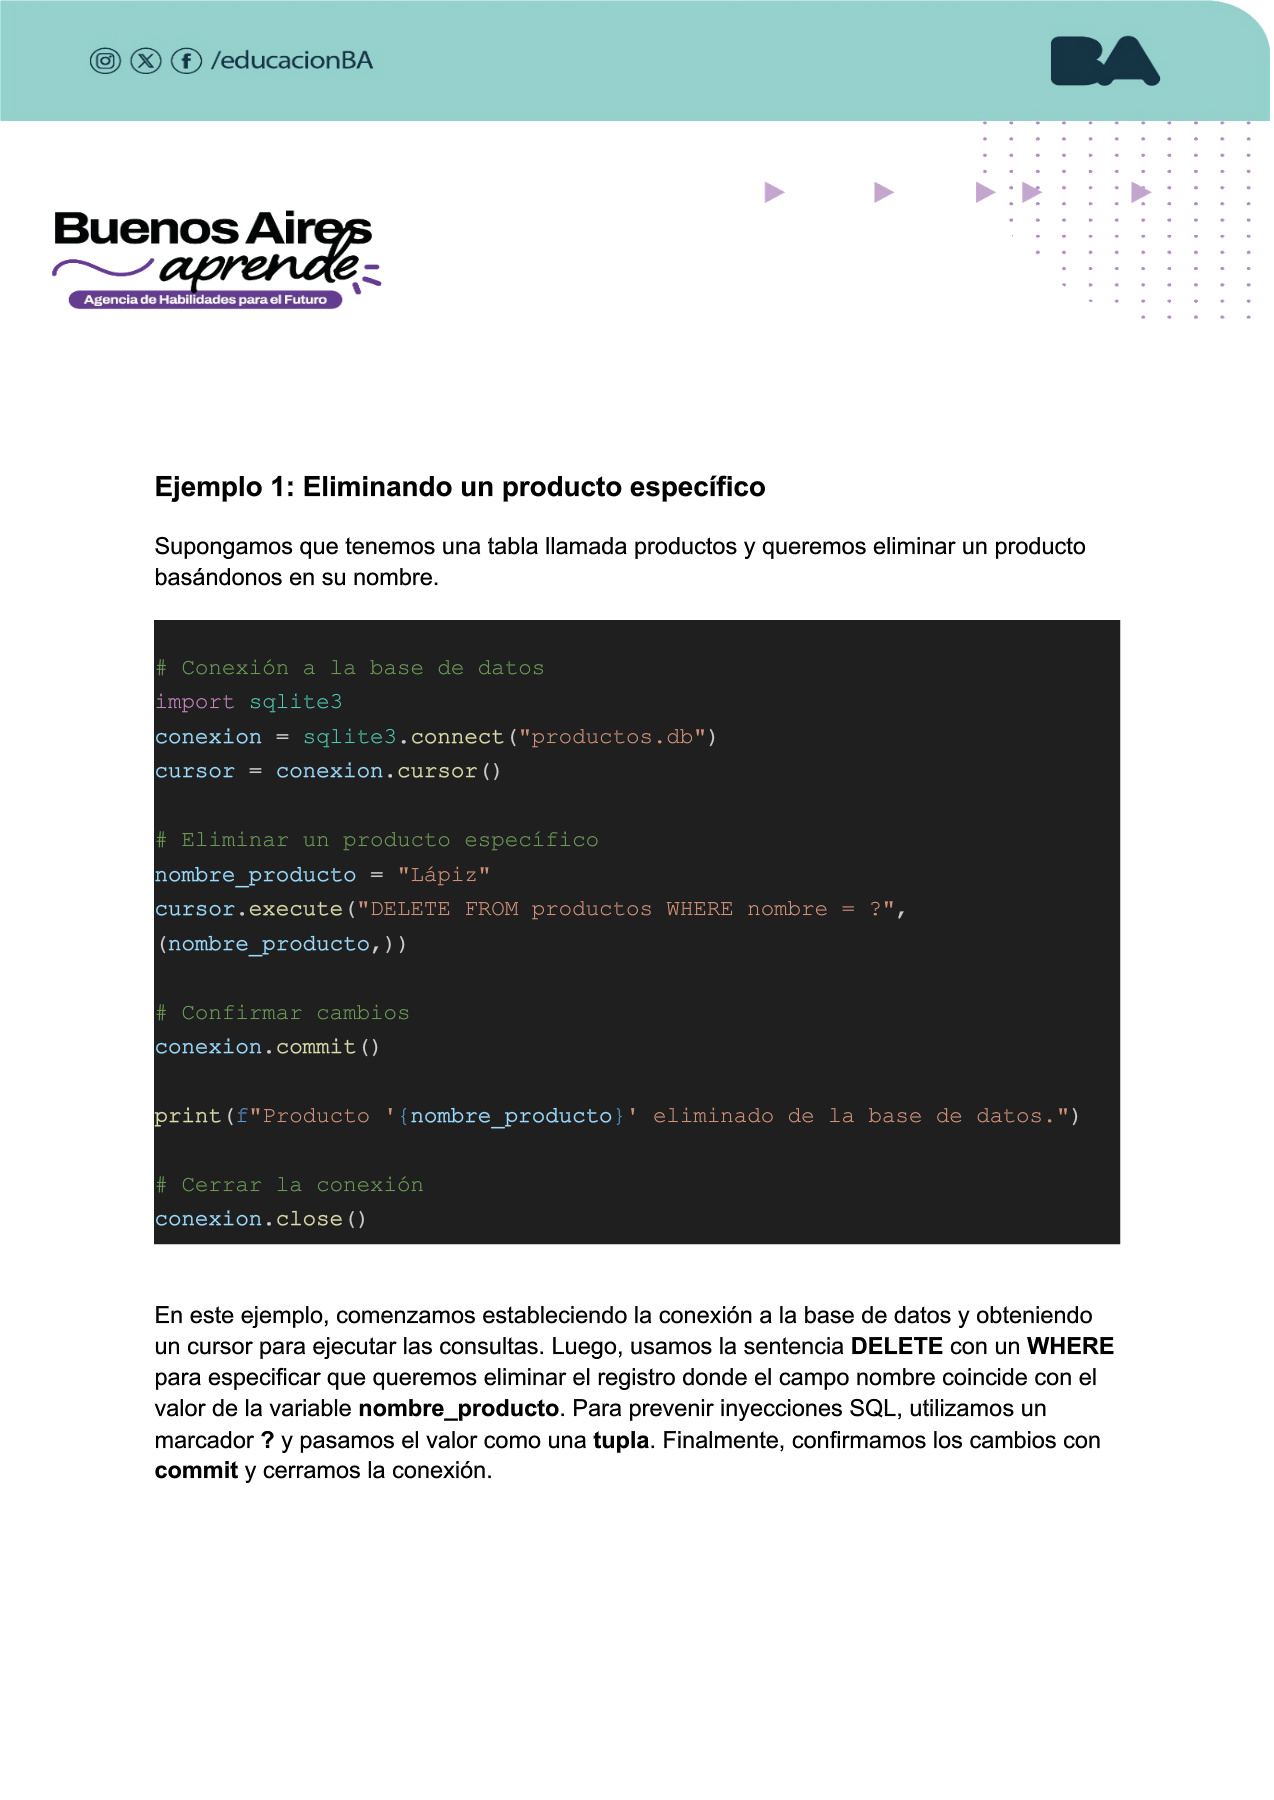 /educacionBA
BA
Buenos Aires
aprende
Agencia de Habilidades para el Futuro
Ejemplo 1: Eliminando un producto específico
Supongamos que tenemos una tabla llamada productos y queremos eliminar un producto
basándonos en su nombre.
# Conexión a la base de datos
import sqlite3
conexion = sqlite3.connect("productos.db")
cursor = conexion.cursor()
# Eliminar un producto específico
nombre_producto = "Lápiz"
cursor.execute("DELETE FROM productos WHERE nombre = ?",
(nombre_producto,))
# Confirmar cambios
conexion.commit()
print(f"Producto '{nombre_producto}' eliminado de la base de datos.")
# Cerrar la conexión
conexion.close()
En este ejemplo, comenzamos estableciendo la conexión a la base de datos y obteniendo
un cursor para ejecutar las consultas. Luego, usamos la sentencia DELETE con un WHERE
para especificar que queremos eliminar el registro donde el campo nombre coincide con el
valor de la variable nombre_producto. Para prevenir inyecciones SQL, utilizamos un
marcador ? y pasamos el valor como una tupla. Finalmente, confirmamos los cambios con
commit y cerramos la conexión.